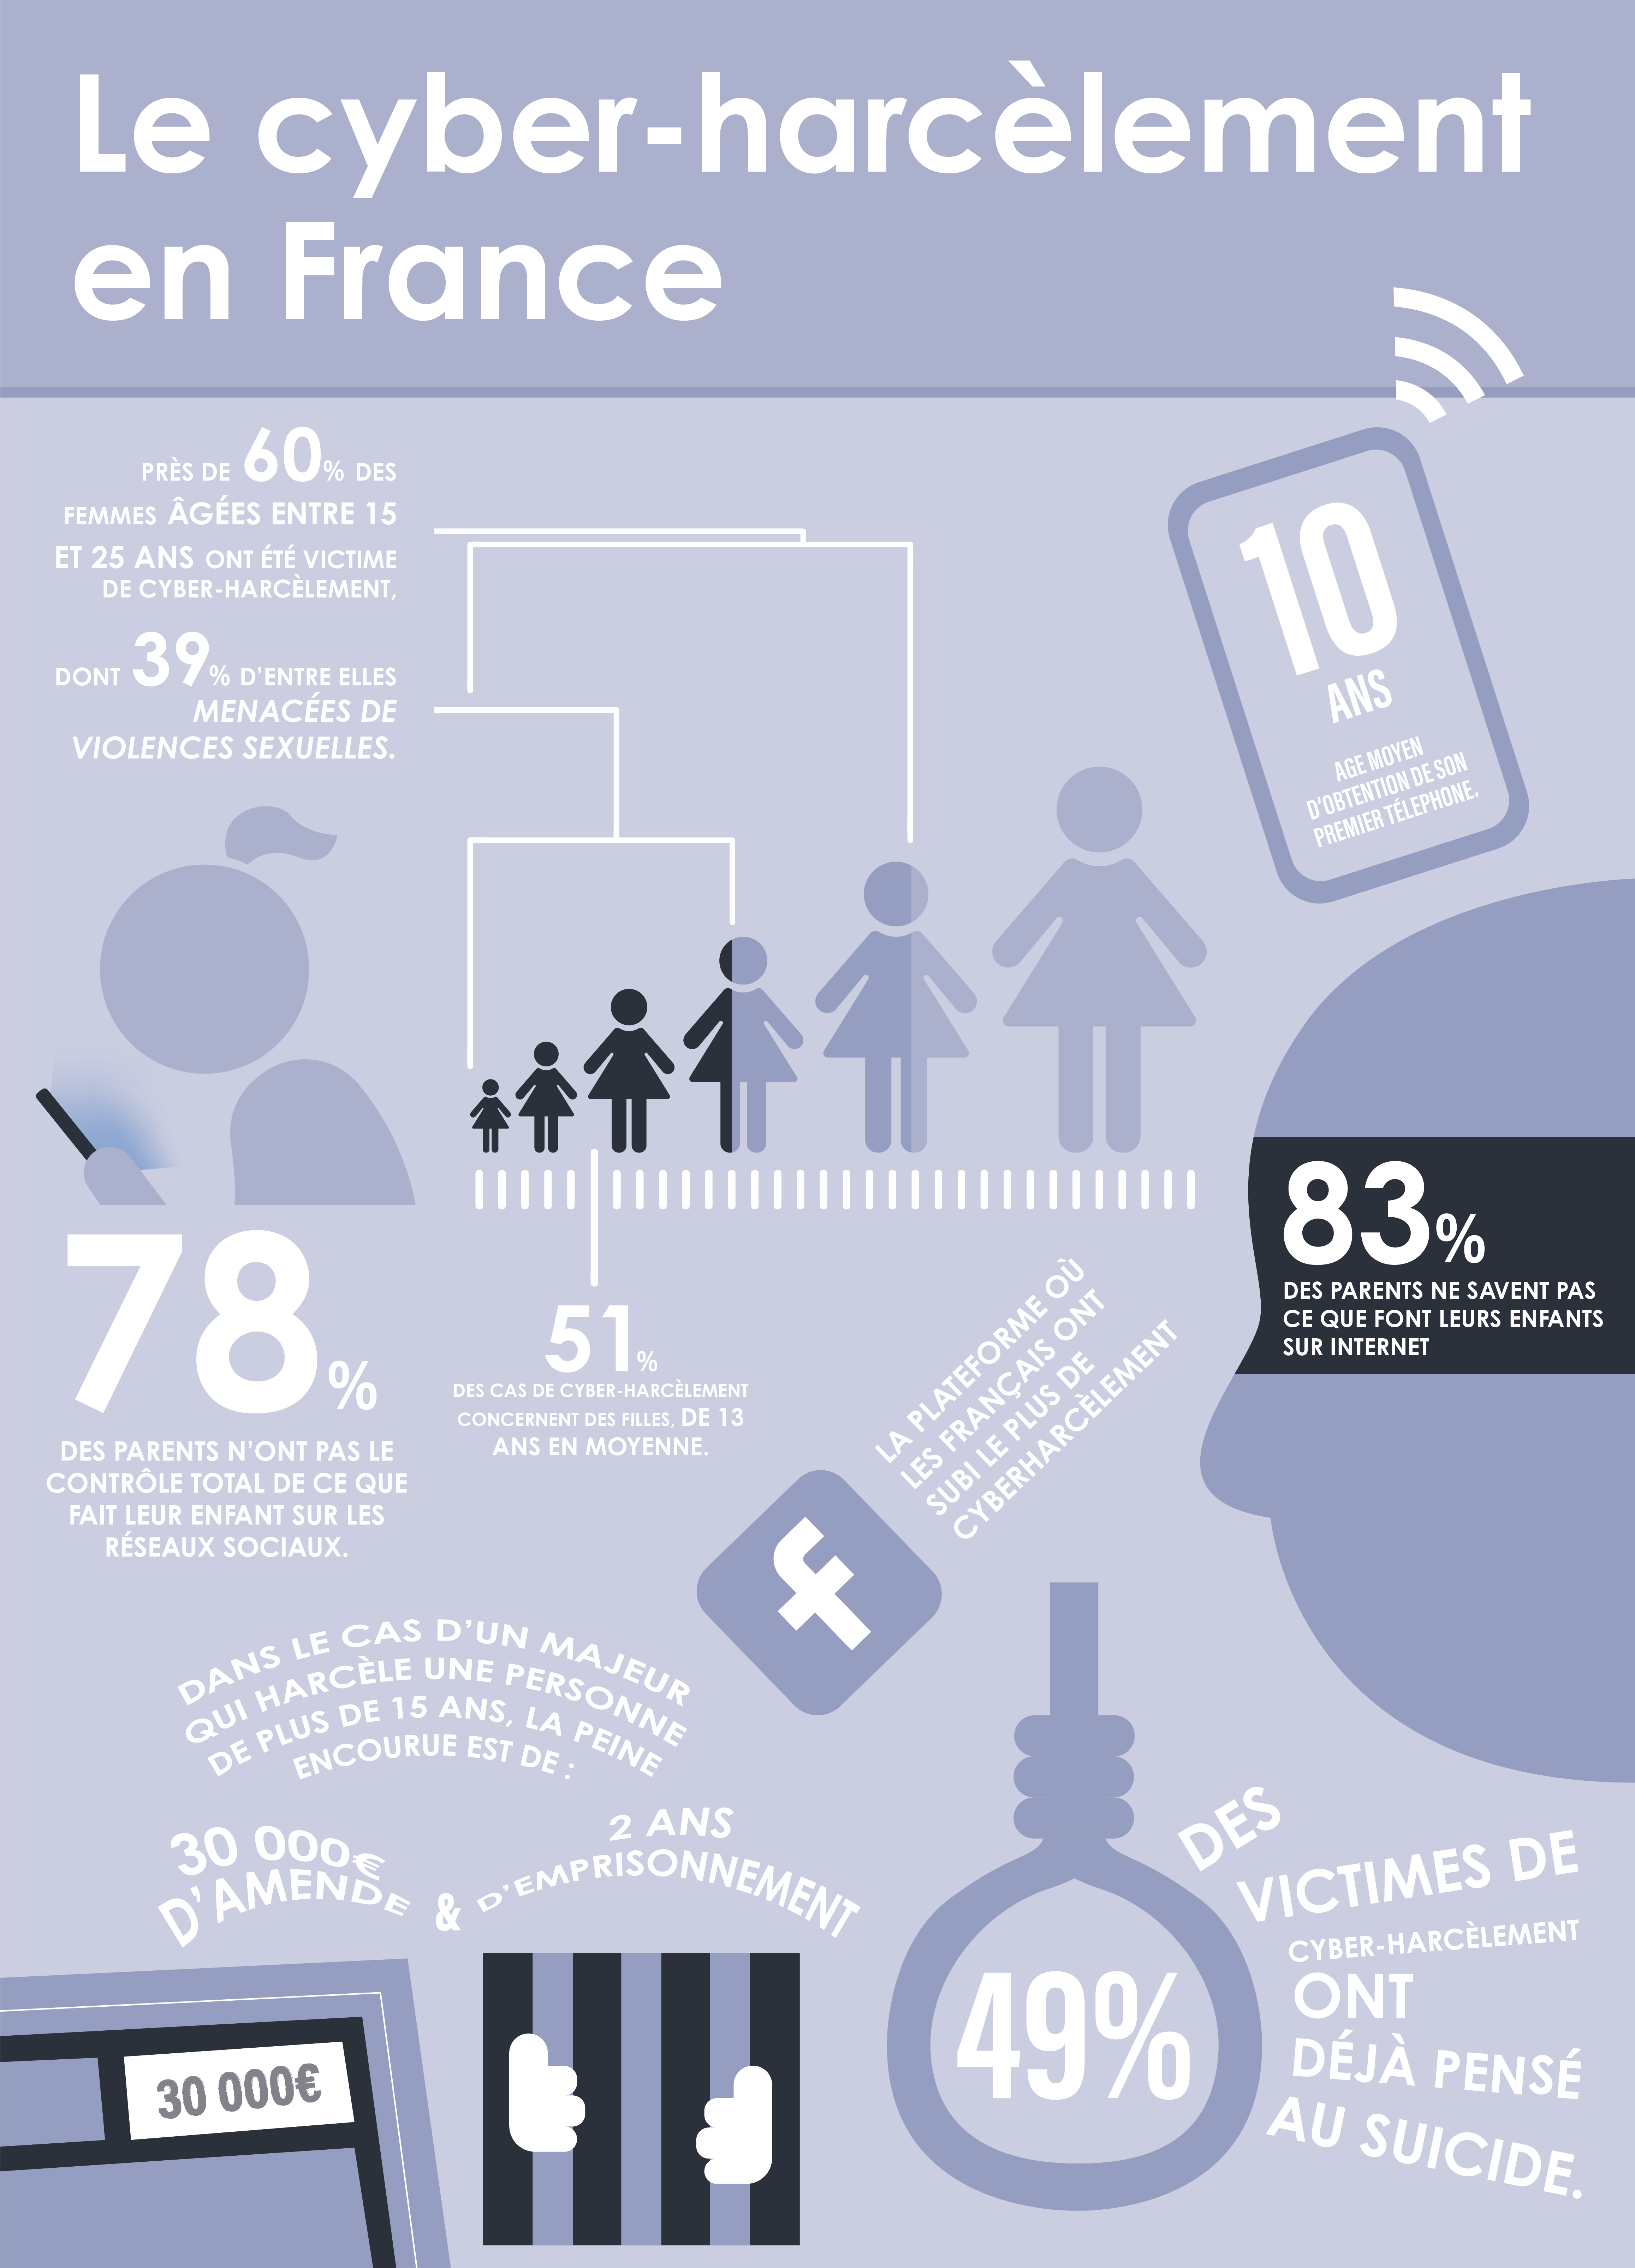 Le cyber-harcèlement
en France
PRÈS DE 60% DES
FEMMES ÂGÉES ENTRE 15
ET 25 ANS ONT ÉTÉ VICTIME
DE CYBER-HARCÈLEMENT,
DONT 39% D'ENTRE ELLES
MENACÉES DE
VIOLENCES SEXUELLES.
10
ANS
AGE MOYEN
D'OBTENTION DE SON
PREMIER TÉLEPHONE.
83%
DES PARENTS NE SAVENT PAS
CE QUE FONT LEURS ENFANTS
SUR INTERNET
78%
DES PARENTS N'ONT PAS LE
CONTRÔLE TOTAL DE CE QUE
FAIT LEUR ENFANT SUR LES
RÉSEAUX SOCIAUX.
51%
DES CAS DE CYBER-HARCÈLEMENT
CONCERNENT DES FILLES, DE 13
ANS EN MOYENNE.
LA PLATEFORME OÙ
LES FRANÇAIS ONT
SUBI LE PLUS DE
CYBERHARCÈLEMENT
f
DANS LE CAS D'UN MAJEUR
QUI HARCÈLE UNE PERSONNE
DE PLUS DE 15 ANS, LA PEINE
ENCOURUE EST DE :
30 000€
D'AMENDE
&
2 ANS
D'EMPRISONNEMENT
30 000€
49%
DES
VICTIMES DE
CYBER-HARCÈLEMENT
ONT
DÉJÀ PENSÉ
AU SUICIDE.